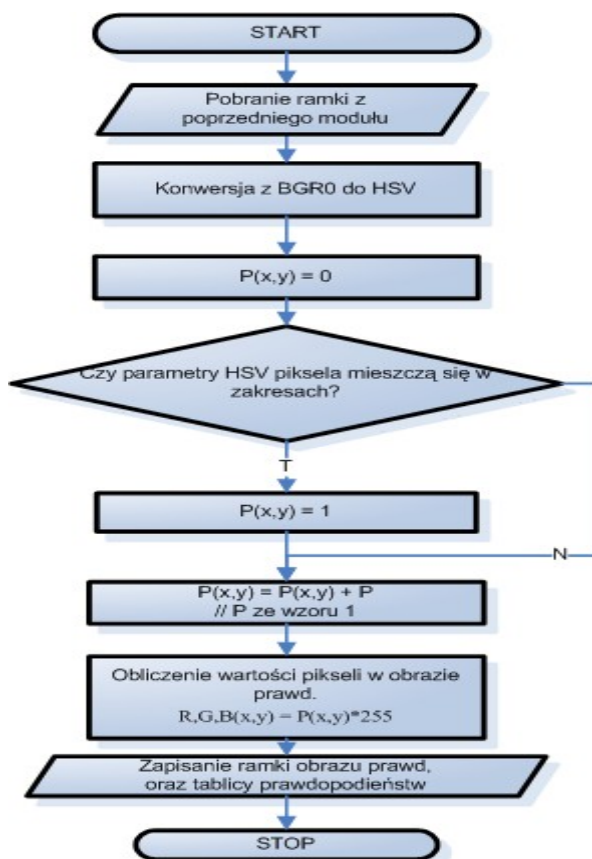 START
Pobranie ramki z
poprzedniego modułu
Konwersja z BGR0 do HSV
P(x,y) = 0
Czy parametry HSV piksela mieszczą się w
zakresach?
T
P(x,y) = 1
N
P(x,y) = P(x,y) + P
// P ze wzoru 1
Obliczenie wartości pikseli w obrazie
prawd.
R,G,B(x,y) = P(x,y)*255
Zapisanie ramki obrazu prawd,
oraz tablicy prawdopodieństw
STOP